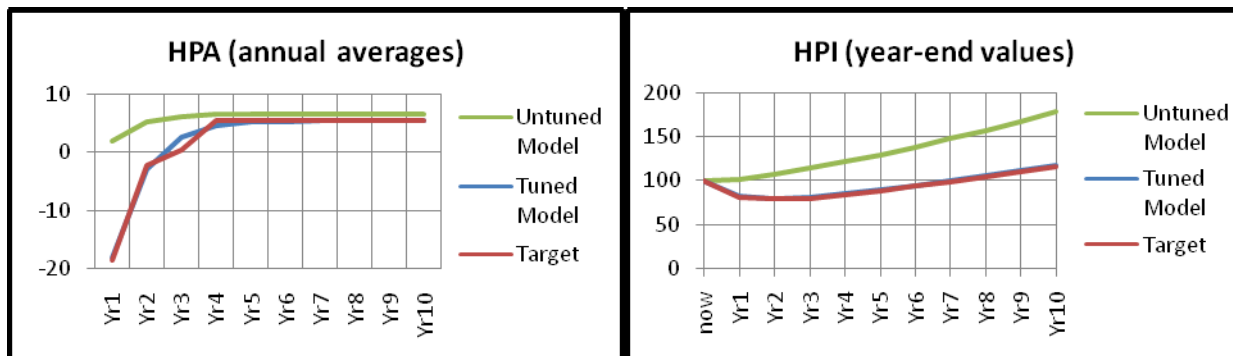 HPA (annual averages)
10
0
-10
-20
Yr1
Yr2
Yr3
Yr4
Yr5
Yr6
Yr7
Yr8
Yr9
Yr10
Untuned
Model
Tuned
Model
Target
HPI (year-end values)
200
150
100
50
0
now
Yr1
Yr2
Yr3
Yr4
Yr5
Yr6
Yr7
Yr8
Yr9
Yr10
Untuned
Model
Tuned
Model
Target